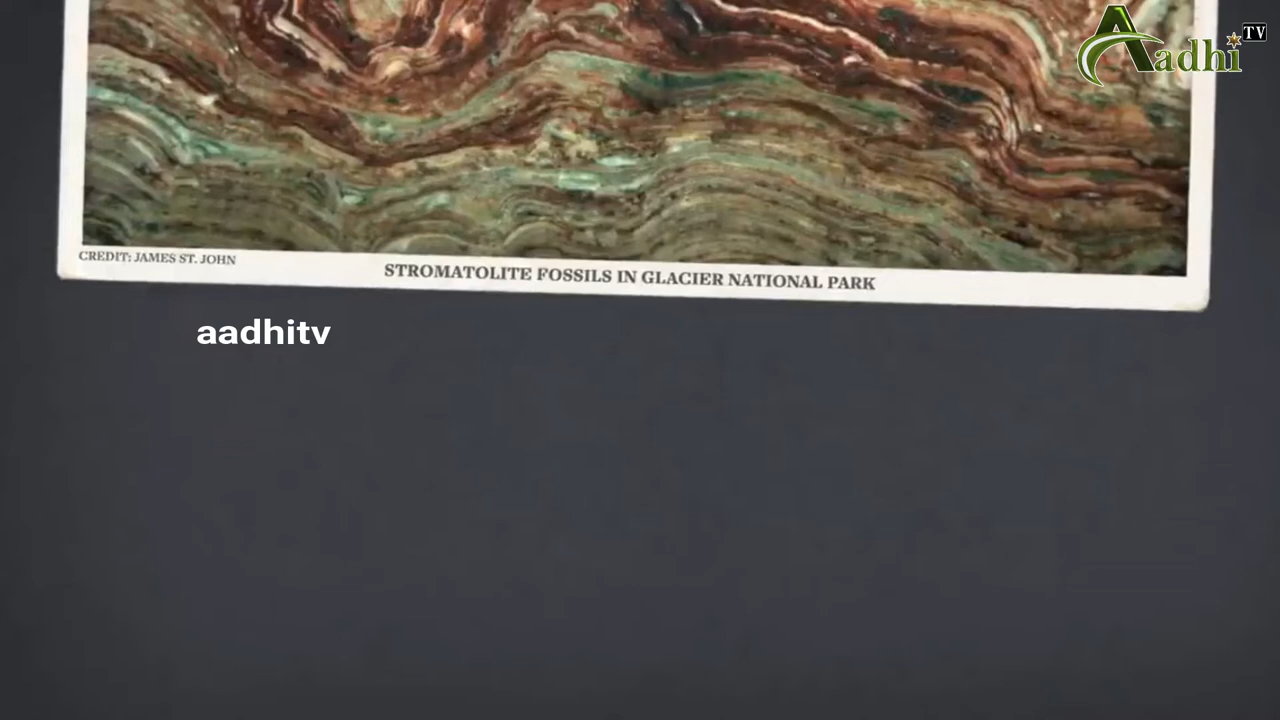 Aadhi TV
CREDIT: JAMES ST. JOHN
STROMATOLITE FOSSILS IN GLACIER NATIONAL PARK
aadhitv